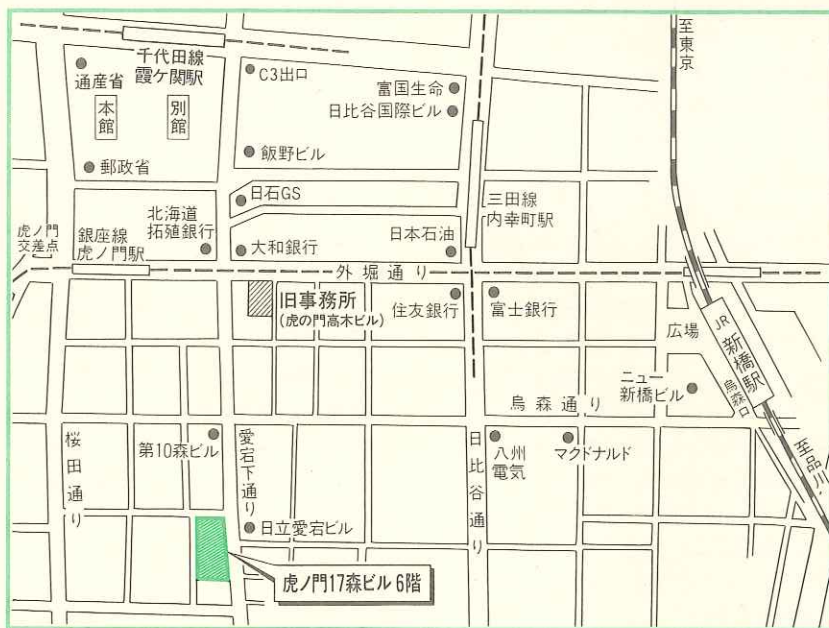 至東京
千代田線
霞ケ関駅
通産省
本館
別館
C3出口
富国生命
日比谷国際ビル
郵政省
飯野ビル
日石GS
三田線
内幸町駅
虎ノ門
交差点
銀座線
虎ノ門駅
北海道
拓殖銀行
大和銀行
日本石油
外堀通り
旧事務所
(虎の門高木ビル)
住友銀行
富士銀行
広場
JR
新橋駅
烏森口
ニュー
新橋ビル
烏森通り
桜田通り
第10森ビル
愛宕下通り
日比谷通り
八州
電気
マクドナルド
至品川
日立愛宕ビル
虎ノ門17森ビル 6階